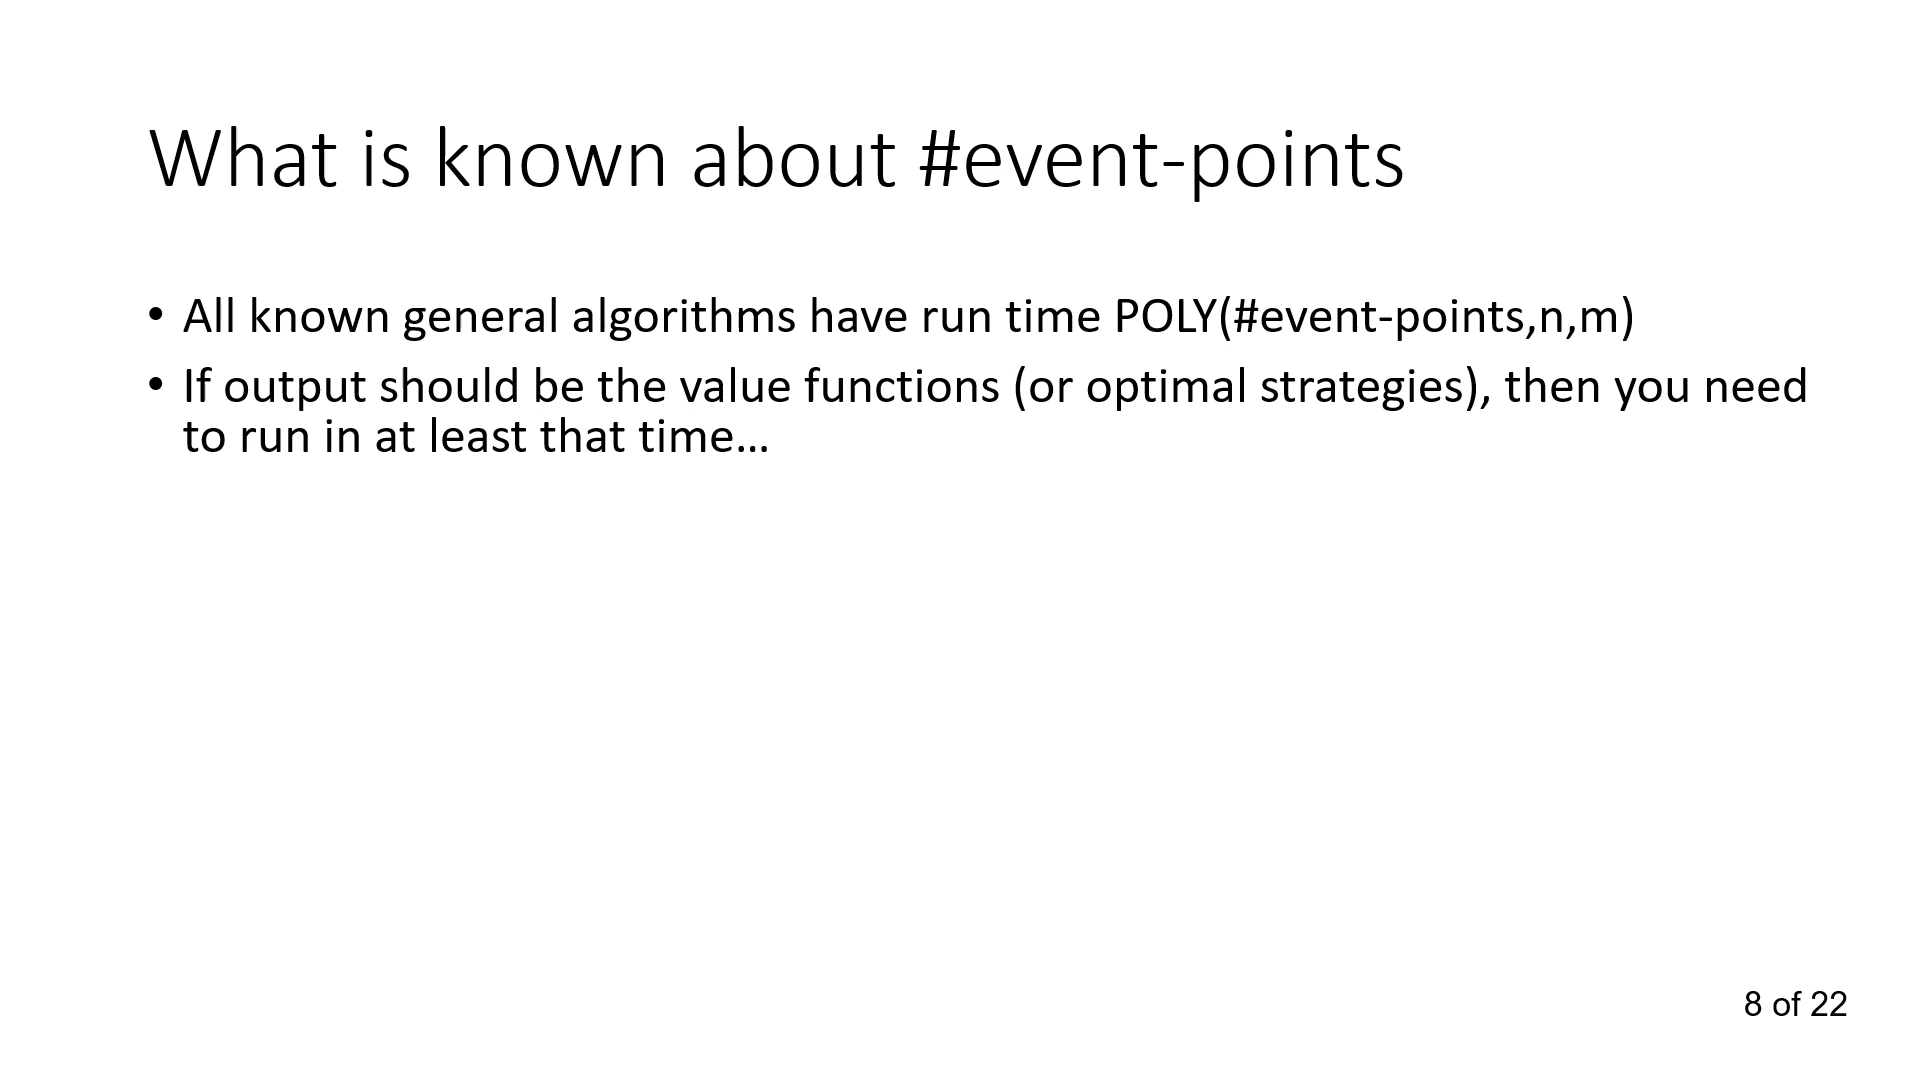 What is known about #event-points
• All known general algorithms have run time POLY(#event-points,n,m)
• If output should be the value functions (or optimal strategies), then you need
to run in at least that time…
8 of 22